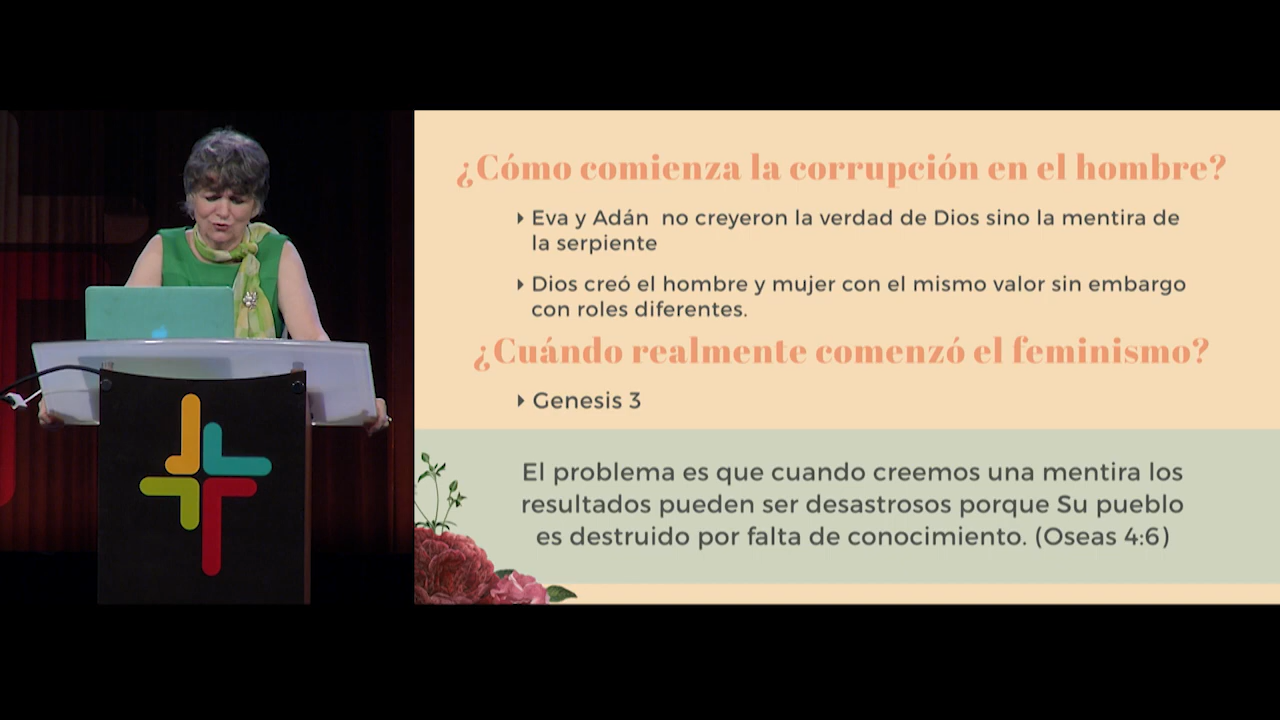 ¿Cómo comienza la corrupción en el hombre?
Eva y Adán no creyeron la verdad de Dios sino la mentira de
la serpiente
Dios creó el hombre y mujer con el mismo valor sin embargo
con roles diferentes.
¿Cuándo realmente comenzó el feminismo?
Genesis 3
El problema es que cuando creemos una mentira los
resultados pueden ser desastrosos porque Su pueblo
es destruido por falta de conocimiento. (Oseas 4:6)